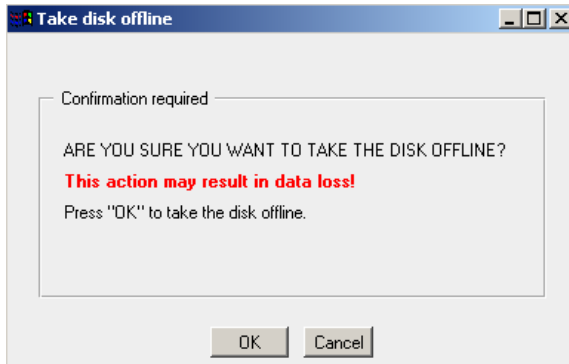 Take disk offline
Confirmation required
ARE YOU SURE YOU WANT TO TAKE THE DISK OFFLINE?
This action may result in data loss!
Press "OK" to take the disk offline.
OK Cancel